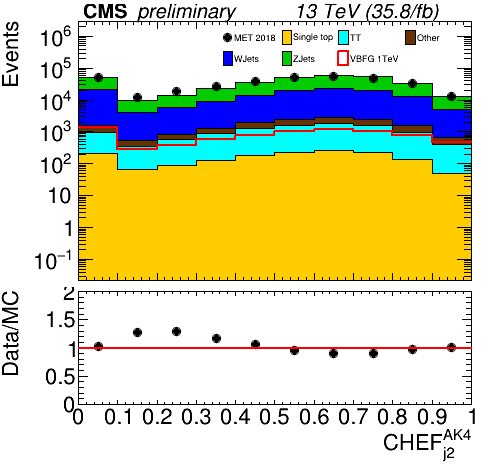 CMS preliminary 13 TeV (35.8/fb)
Events
10^6
10^5
10^4
10^3
10^2
10
1
10^−1
MET 2018 Single top TT Other
WJets ZJets VBFG 1TeV
Data/MC
2
1.5
1
0.5
0
0 0.1 0.2 0.3 0.4 0.5 0.6 0.7 0.8 0.9 1
CHEF_j2^AK4